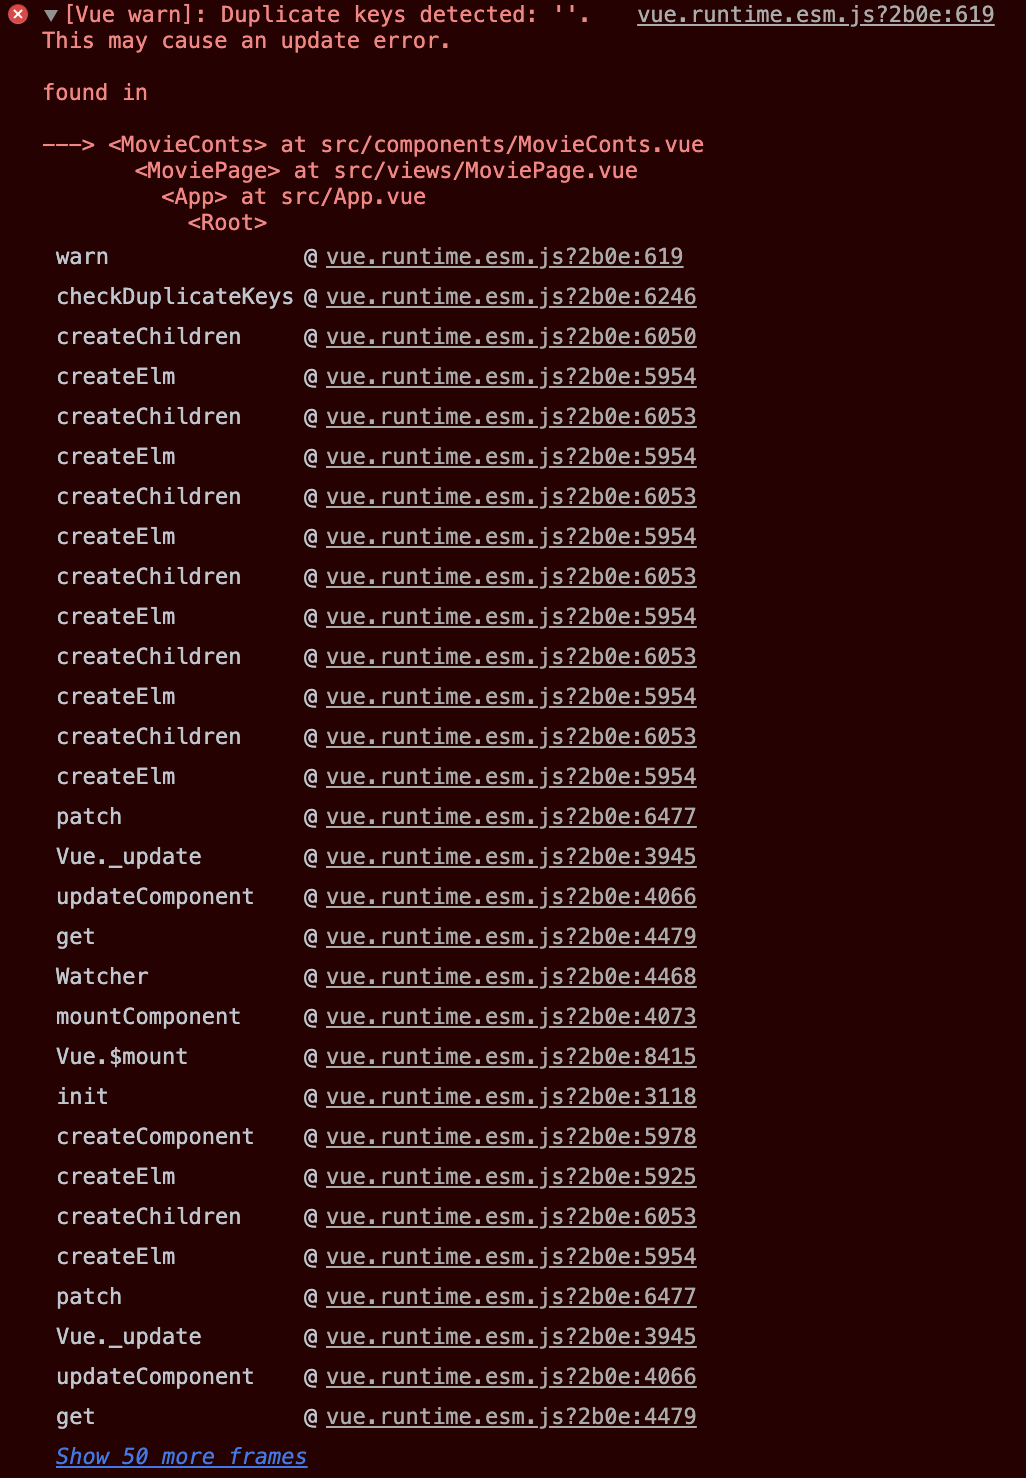 [Vue warn]: Duplicate keys detected: ''. vue.runtime.esm.js?2b0e:619
This may cause an update error.
found in
---> <MovieConts> at src/components/MovieConts.vue
<MoviePage> at src/views/MoviePage.vue
<App> at src/App.vue
<Root>
warn @ vue.runtime.esm.js?2b0e:619
checkDuplicateKeys @ vue.runtime.esm.js?2b0e:6246
createChildren @ vue.runtime.esm.js?2b0e:6050
createElm @ vue.runtime.esm.js?2b0e:5954
createChildren @ vue.runtime.esm.js?2b0e:6053
createElm @ vue.runtime.esm.js?2b0e:5954
createChildren @ vue.runtime.esm.js?2b0e:6053
createElm @ vue.runtime.esm.js?2b0e:5954
createChildren @ vue.runtime.esm.js?2b0e:6053
createElm @ vue.runtime.esm.js?2b0e:5954
createChildren @ vue.runtime.esm.js?2b0e:6053
createElm @ vue.runtime.esm.js?2b0e:5954
createChildren @ vue.runtime.esm.js?2b0e:6053
createElm @ vue.runtime.esm.js?2b0e:5954
patch @ vue.runtime.esm.js?2b0e:6477
Vue._update @ vue.runtime.esm.js?2b0e:3945
updateComponent @ vue.runtime.esm.js?2b0e:4066
get @ vue.runtime.esm.js?2b0e:4479
Watcher @ vue.runtime.esm.js?2b0e:4468
mountComponent @ vue.runtime.esm.js?2b0e:4073
Vue.$mount @ vue.runtime.esm.js?2b0e:8415
init @ vue.runtime.esm.js?2b0e:3118
createComponent @ vue.runtime.esm.js?2b0e:5978
createElm @ vue.runtime.esm.js?2b0e:5925
createChildren @ vue.runtime.esm.js?2b0e:6053
createElm @ vue.runtime.esm.js?2b0e:5954
patch @ vue.runtime.esm.js?2b0e:6477
Vue._update @ vue.runtime.esm.js?2b0e:3945
updateComponent @ vue.runtime.esm.js?2b0e:4066
get @ vue.runtime.esm.js?2b0e:4479
Show 50 more frames